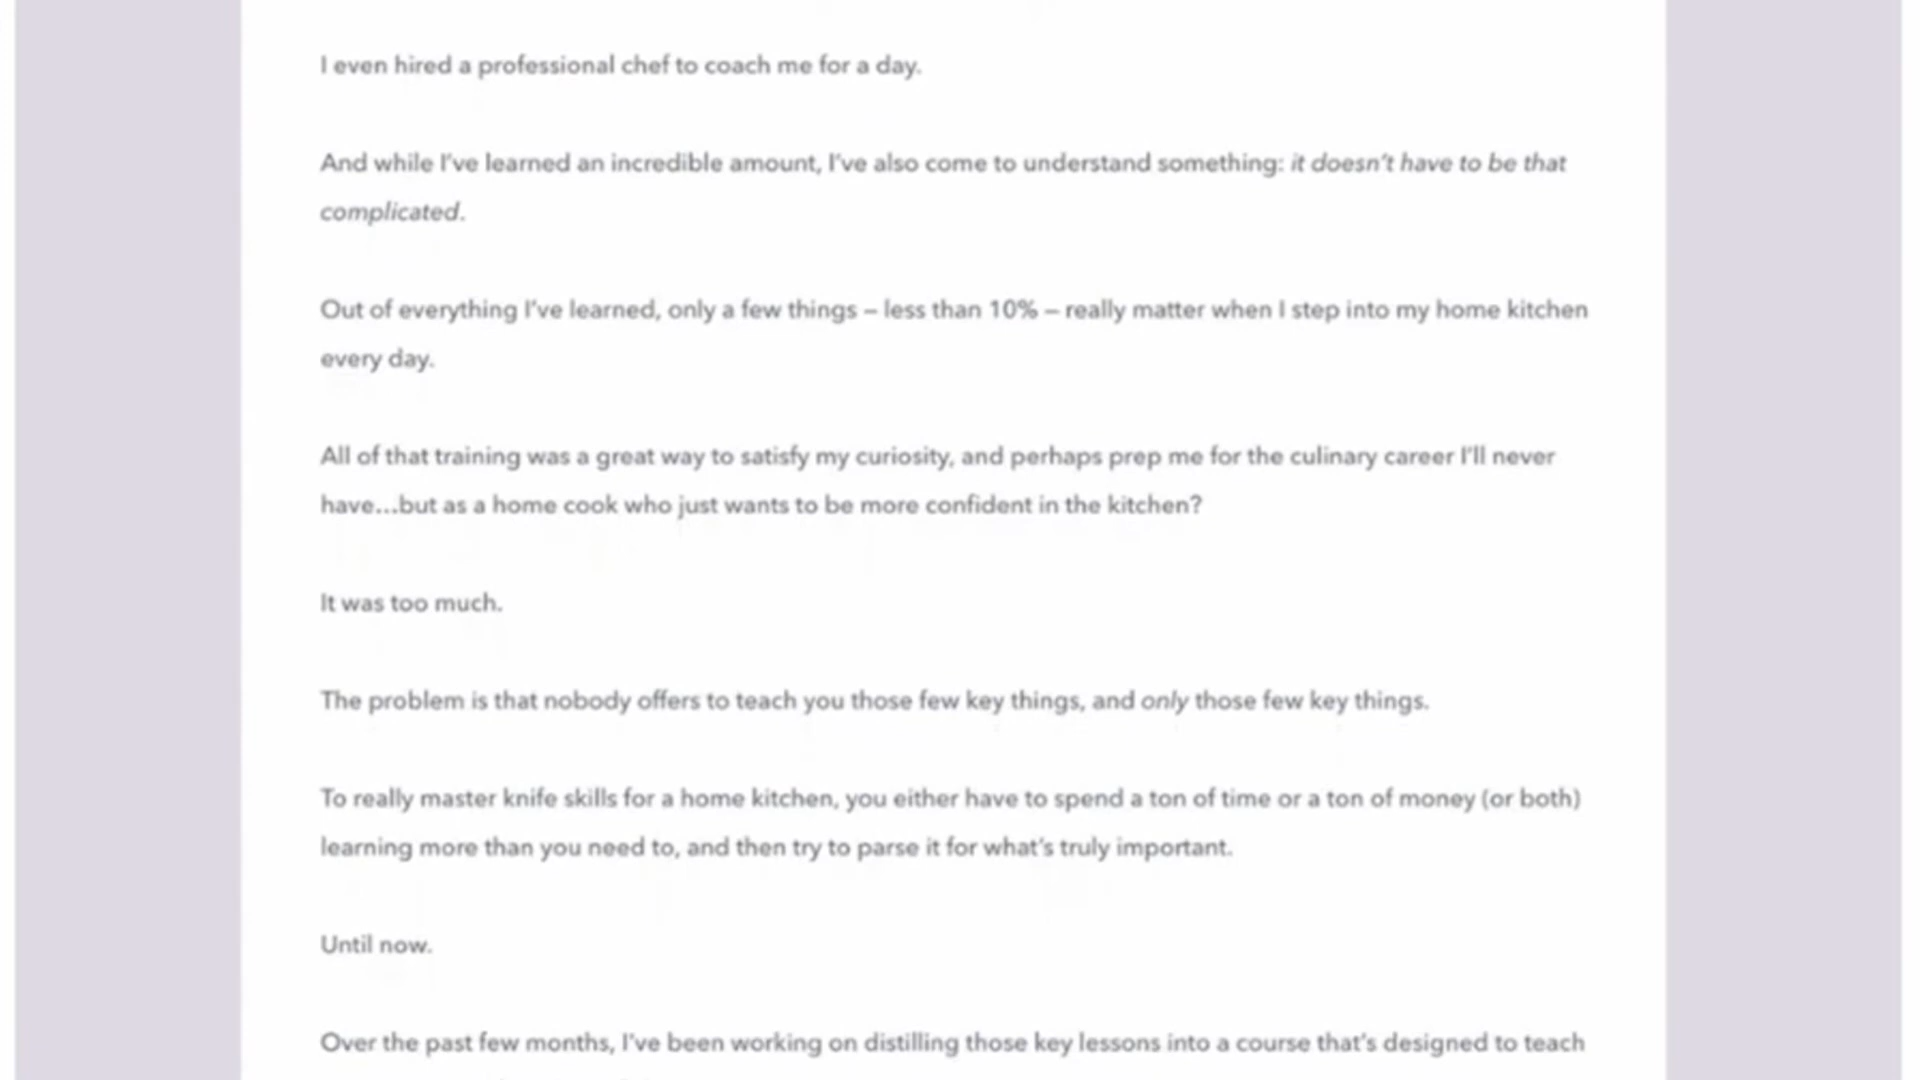 I even hired a professional chef to coach me for a day.
And while I've learned an incredible amount, I've also come to understand something: it doesn't have to be that
complicated.
Out of everything I've learned, only a few things – less than 10% – really matter when I step into my home kitchen
every day.
All of that training was a great way to satisfy my curiosity, and perhaps prep me for the culinary career I'll never
have...but as a home cook who just wants to be more confident in the kitchen?
It was too much.
The problem is that nobody offers to teach you those few key things, and only those few key things.
To really master knife skills for a home kitchen, you either have to spend a ton of time or a ton of money (or both)
learning more than you need to, and then try to parse it for what's truly important.
Until now.
Over the past few months, I've been working on distilling those key lessons into a course that's designed to teach